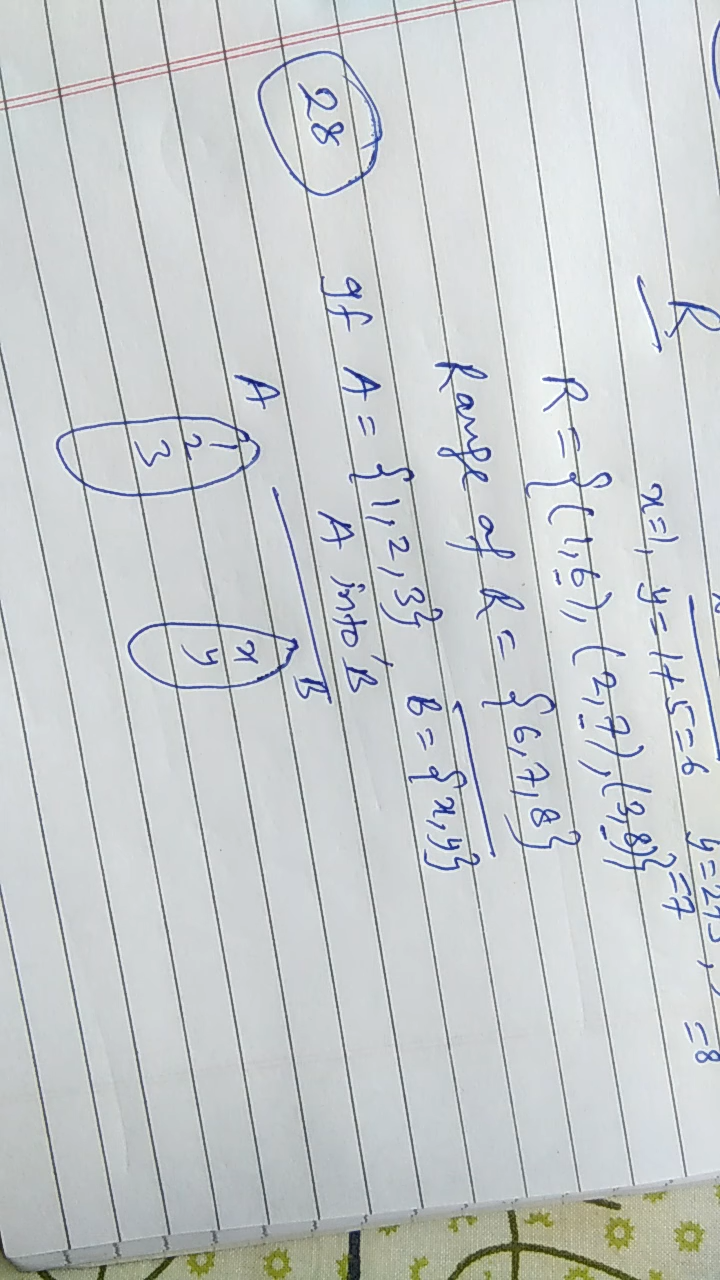 R
x=1, y=1+5=6 y=2+5,
=7 =8
R={(1,6),(2,7),(3,8)}
Range of R={6,7,8}
28 If A={1,2,3} B={x,y}
A into B
A B
1 x
2 y
3